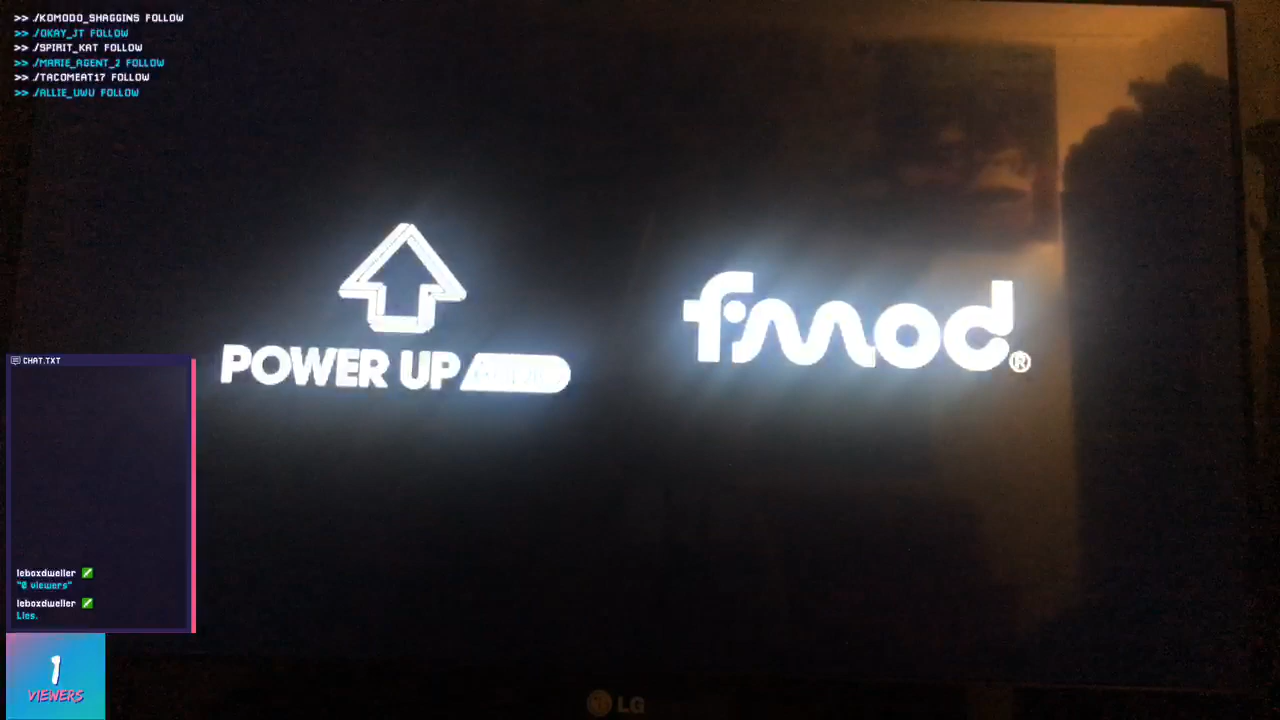 >> ./KOMODO_SHAGGINS FOLLOW
>> ./OKAY_JT FOLLOW
>> ./SPIRIT_KAT FOLLOW
>> ./MARIE_AGENT_2 FOLLOW
>> ./TACOMEAT17 FOLLOW
>> ./ALLIE_UWU FOLLOW
POWER UP
fmod®
CHAT.TXT
leboxdweller
"0 viewers"
leboxdweller
Lies.
1
VIEWERS
LG